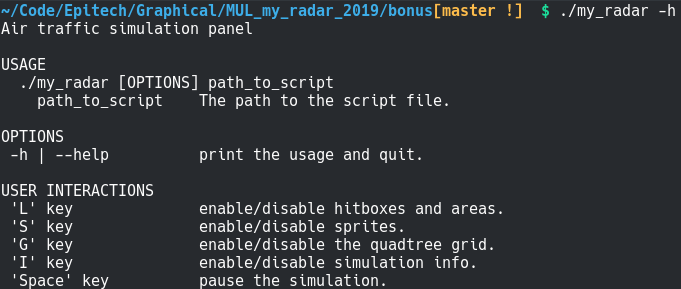 ~/Code/Epitech/Graphical/MUL_my_radar_2019/bonus[master !]  $ ./my_radar -h
Air traffic simulation panel

USAGE
  ./my_radar [OPTIONS] path_to_script
    path_to_script    The path to the script file.

OPTIONS
 -h | --help          print the usage and quit.

USER INTERACTIONS
 'L' key              enable/disable hitboxes and areas.
 'S' key              enable/disable sprites.
 'G' key              enable/disable the quadtree grid.
 'I' key              enable/disable simulation info.
 'Space' key          pause the simulation.